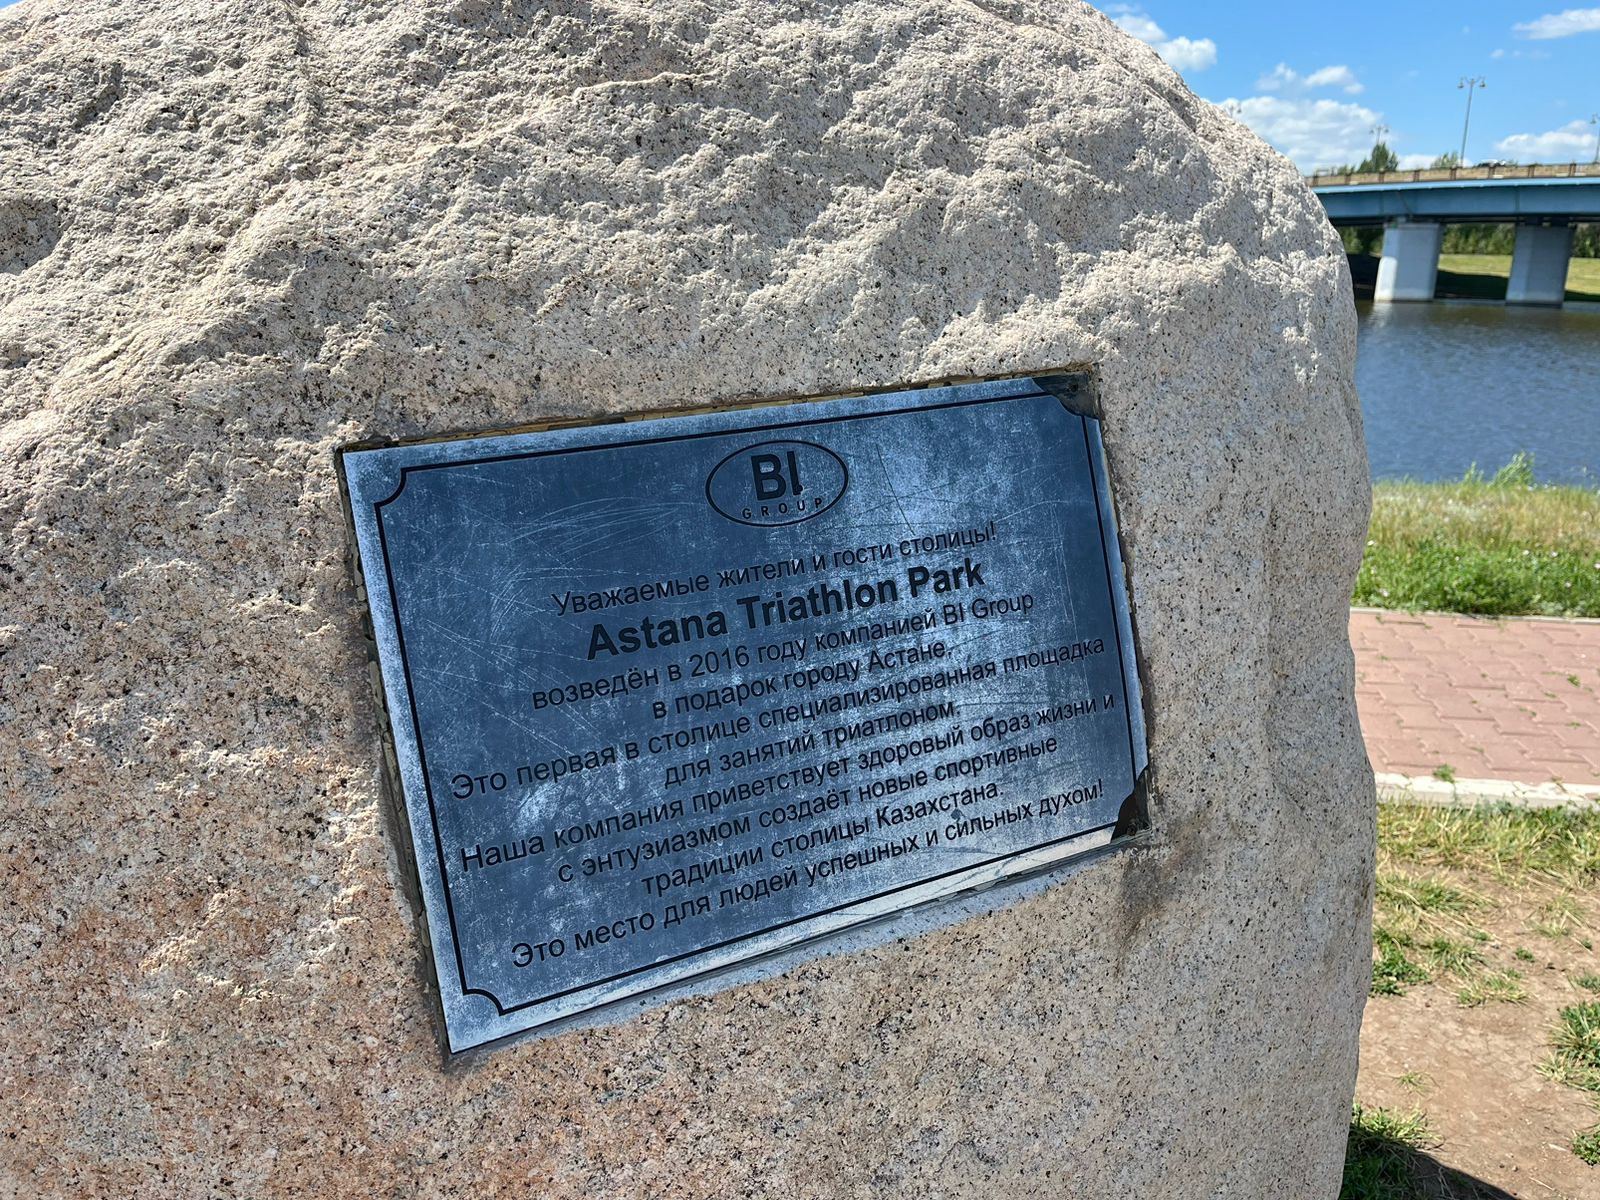 BI
GROUP
Уважаемые жители и гости столицы!
Astana Triathlon Park
возведён в 2016 году компанией BI Group
в подарок городу Астане.
Это первая в столице специализированная площадка
для занятий триатлоном.
Наша компания приветствует здоровый образ жизни и
с энтузиазмом создаёт новые спортивные
традиции столицы Казахстана.
Это место для людей успешных и сильных духом!